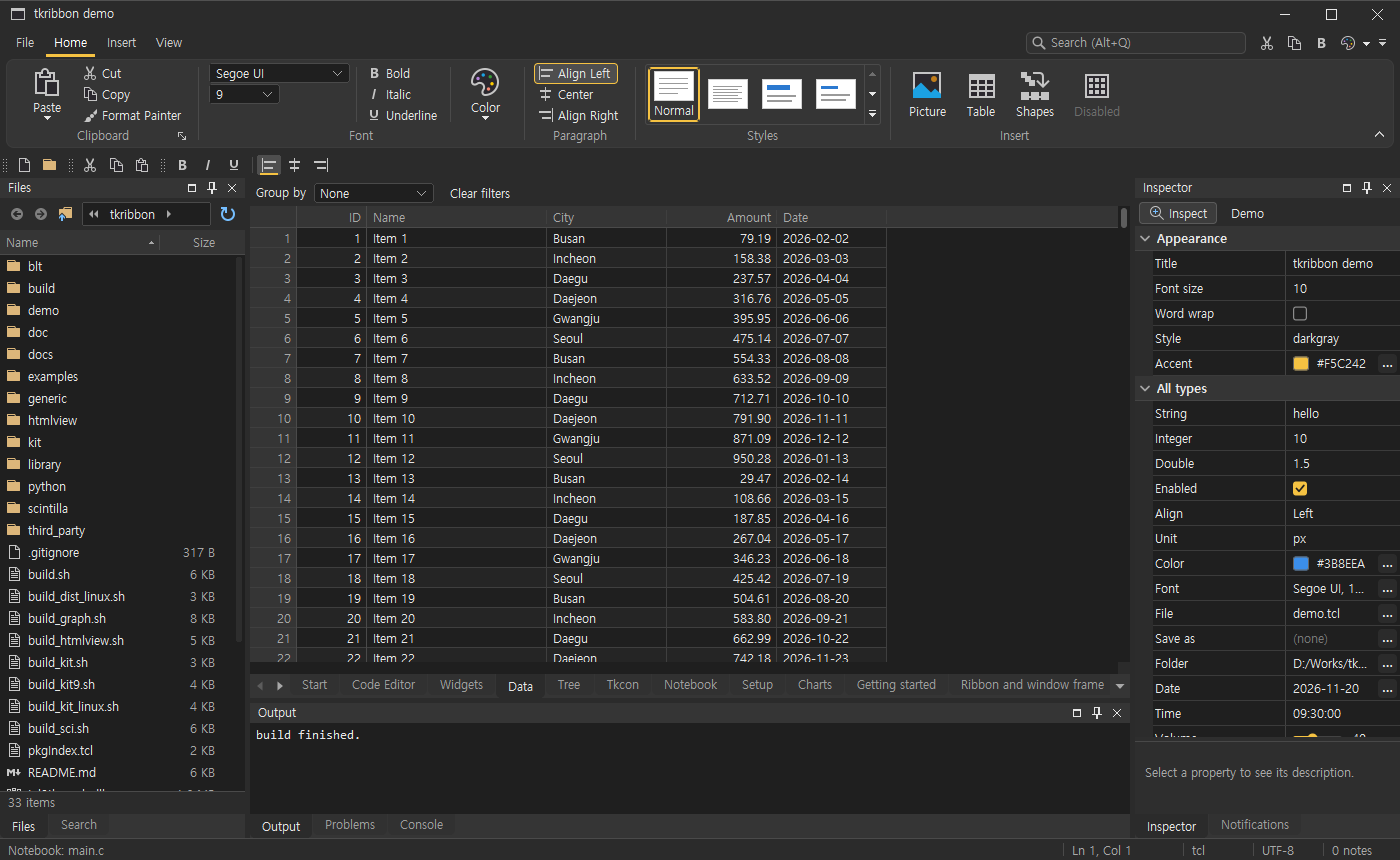 tkribbon demo
File Home Insert View Search (Alt+Q) B
Paste
Cut
Copy
Format Painter
Clipboard
Segoe UI
9
B Bold
I Italic
U Underline
Font
Color
Align Left
Center
Align Right
Paragraph
Normal
Styles
Picture Table Shapes Disabled
Insert
B I U
Files
tkribbon
Name Size
blt
build
demo
doc
docs
examples
generic
htmlview
kit
library
python
scintilla
third_party
.gitignore 317 B
build.sh 6 KB
build_dist_linux.sh 3 KB
build_graph.sh 8 KB
build_htmlview.sh 5 KB
build_kit.sh 3 KB
build_kit9.sh 4 KB
build_kit_linux.sh 4 KB
build_sci.sh 6 KB
pkgIndex.tcl 2 KB
M README.md 6 KB
33 items
Files Search
Group by None Clear filters
ID Name City Amount Date
1 1 Item 1 Busan 79.19 2026-02-02
2 2 Item 2 Incheon 158.38 2026-03-03
3 3 Item 3 Daegu 237.57 2026-04-04
4 4 Item 4 Daejeon 316.76 2026-05-05
5 5 Item 5 Gwangju 395.95 2026-06-06
6 6 Item 6 Seoul 475.14 2026-07-07
7 7 Item 7 Busan 554.33 2026-08-08
8 8 Item 8 Incheon 633.52 2026-09-09
9 9 Item 9 Daegu 712.71 2026-10-10
10 10 Item 10 Daejeon 791.90 2026-11-11
11 11 Item 11 Gwangju 871.09 2026-12-12
12 12 Item 12 Seoul 950.28 2026-01-13
13 13 Item 13 Busan 29.47 2026-02-14
14 14 Item 14 Incheon 108.66 2026-03-15
15 15 Item 15 Daegu 187.85 2026-04-16
16 16 Item 16 Daejeon 267.04 2026-05-17
17 17 Item 17 Gwangju 346.23 2026-06-18
18 18 Item 18 Seoul 425.42 2026-07-19
19 19 Item 19 Busan 504.61 2026-08-20
20 20 Item 20 Incheon 583.80 2026-09-21
21 21 Item 21 Daegu 662.99 2026-10-22
22 22 Item 22 Daejeon 742.18 2026-11-23
Start Code Editor Widgets Data Tree Tkcon Notebook Setup Charts Getting started Ribbon and window frame
Output
build finished.
Output Problems Console
Inspector
Inspect Demo
Appearance
Title tkribbon demo
Font size 10
Word wrap
Style darkgray
Accent #F5C242 ...
All types
String hello
Integer 10
Double 1.5
Enabled
Align Left
Unit px
Color #3B8EEA ...
Font Segoe UI, 1... ...
File demo.tcl ...
Save as (none) ...
Folder D:/Works/tk... ...
Date 2026-11-20 ...
Time 09:30:00
Volume
Select a property to see its description.
Inspector Notifications
Notebook: main.c Ln 1, Col 1 tcl UTF-8 0 notes